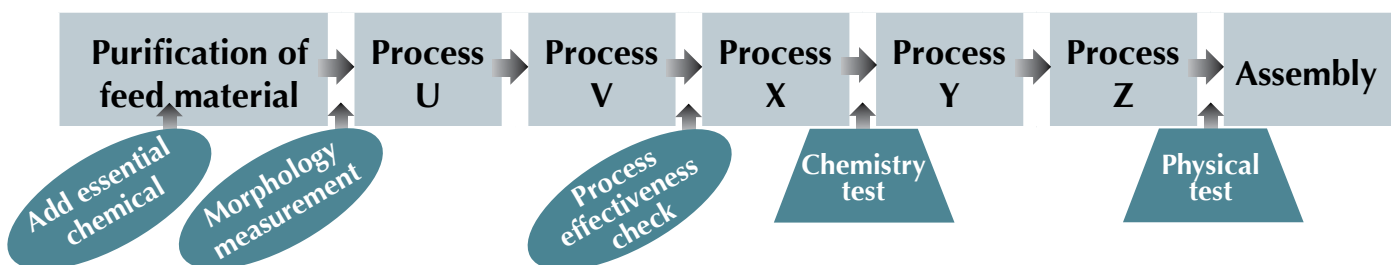 Purification of
feed material
Process
U
Process
V
Process
X
Process
Y
Process
Z
Assembly
Add essential
chemical
Morphology
measurement
Process
effectiveness
check
Chemistry
test
Physical
test